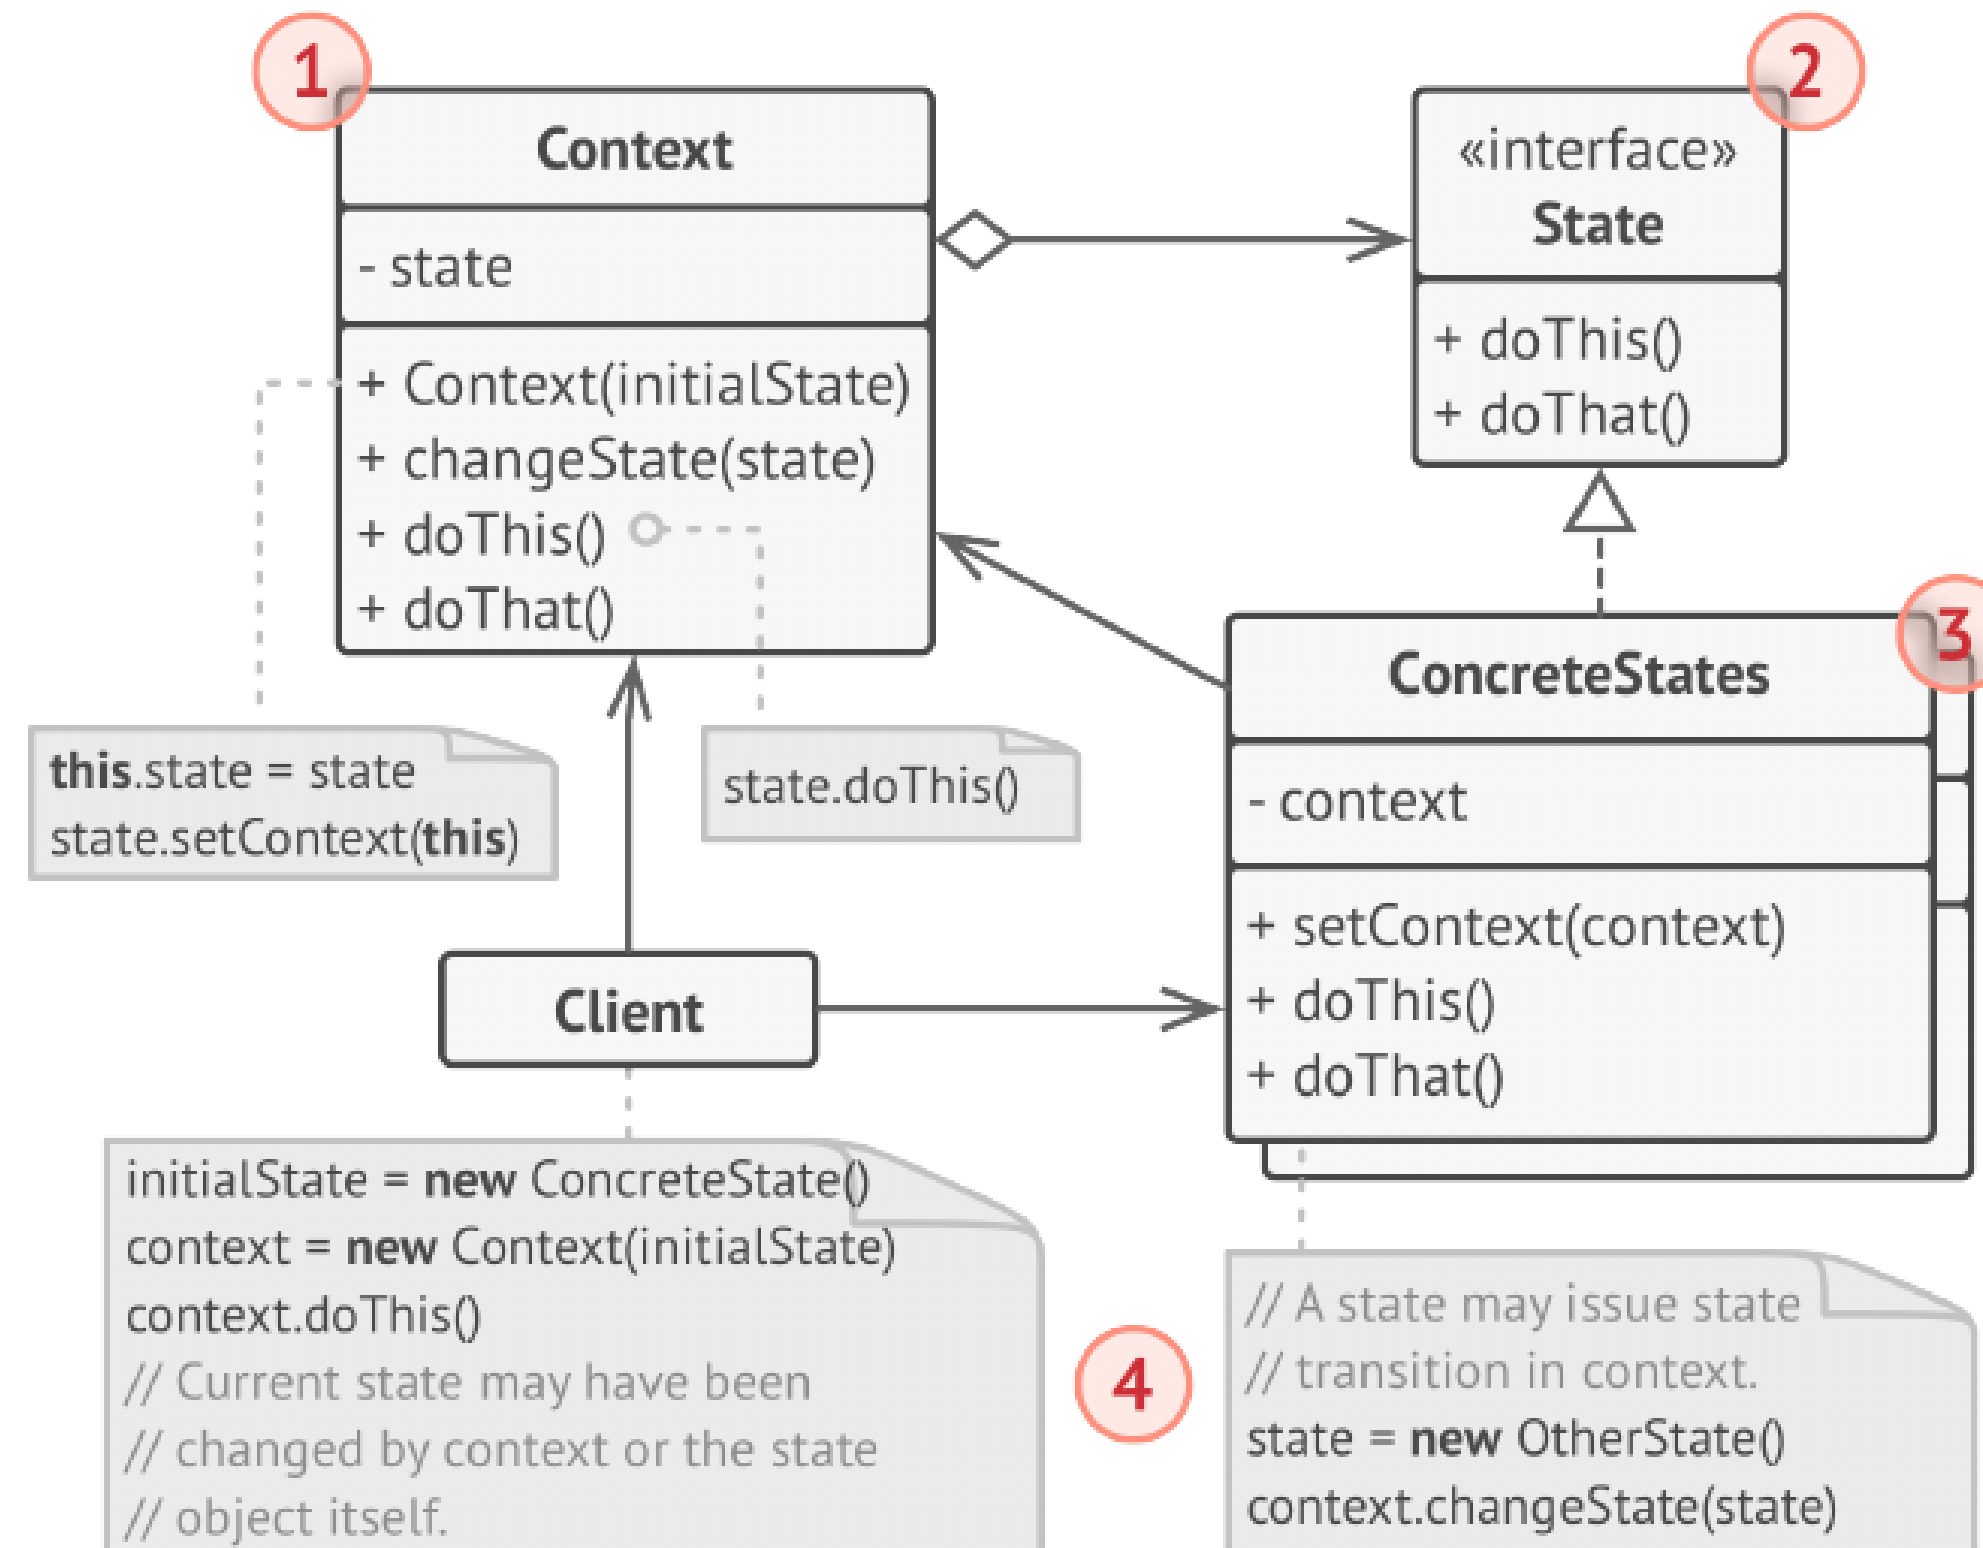 1
Context
- state
+ Context(initialState)
+ changeState(state)
+ doThis()
+ doThat()
2
«interface»
State
+ doThis()
+ doThat()
this.state = state
state.setContext(this)
state.doThis()
3
ConcreteStates
- context
+ setContext(context)
+ doThis()
+ doThat()
Client
initialState = new ConcreteState()
context = new Context(initialState)
context.doThis()
// Current state may have been
// changed by context or the state
// object itself.
4
// A state may issue state
// transition in context.
state = new OtherState()
context.changeState(state)